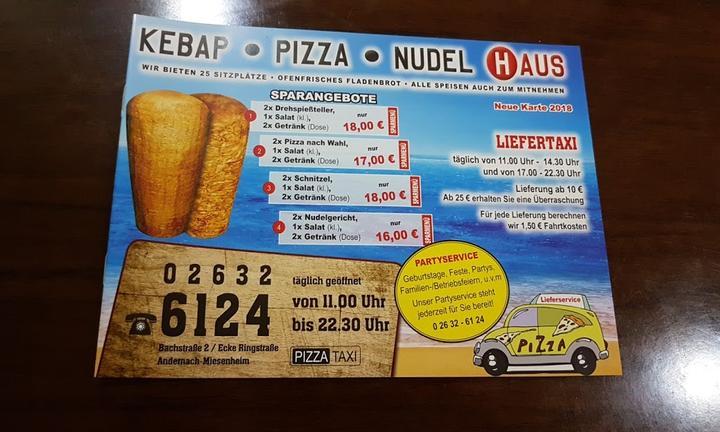 KEBAP • PIZZA • NUDEL HAUS
WIR BIETEN 25 SITZPLÄTZE • OFENFRISCHES FLADENBROT • ALLE SPEISEN AUCH ZUM MITNEHMEN
Neue Karte 2018
SPARANGEBOTE
1
2x Drehspießteller,
1x Salat (kl.),
2x Getränk (Dose)
nur
18,00 €
SPARMENÜ
2
2x Pizza nach Wahl,
1x Salat (kl.),
2x Getränk (Dose)
nur
17,00 €
SPARMENÜ
3
2x Schnitzel,
1x Salat (kl.),
2x Getränk (Dose)
nur
18,00 €
SPARMENÜ
4
2x Nudelgericht,
1x Salat (kl.),
2x Getränk (Dose)
nur
16,00 €
SPARMENÜ
LIEFERTAXI
täglich von 11.00 Uhr - 14.30 Uhr
und von 17.00 - 22.30 Uhr
Lieferung ab 10 €
Ab 25 € erhalten Sie eine Überraschung
Für jede Lieferung berechnen
wir 1,50 € Fahrtkosten
02632
6124
Bachstraße 2 / Ecke Ringstraße
Andernach-Miesenheim
täglich geöffnet
von 11.00 Uhr
bis 22.30 Uhr
PIZZA TAXI
PARTYSERVICE
Geburtstage, Feste, Partys,
Familien-/Betriebsfeiern, u.v.m
Unser Partyservice steht
jederzeit für Sie bereit!
0 26 32 - 61 24
Lieferservice
PIZZA